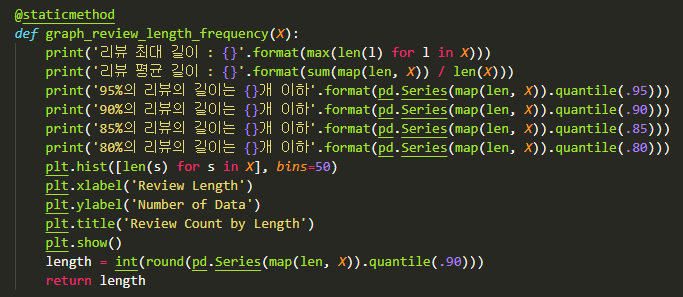 @staticmethod
def graph_review_length_frequency(X):
    print('리뷰 최대 길이 : {}'.format(max(len(l) for l in X)))
    print('리뷰 평균 길이 : {}'.format(sum(map(len, X)) / len(X)))
    print('95%의 리뷰의 길이는 {}개 이하'.format(pd.Series(map(len, X)).quantile(.95)))
    print('90%의 리뷰의 길이는 {}개 이하'.format(pd.Series(map(len, X)).quantile(.90)))
    print('85%의 리뷰의 길이는 {}개 이하'.format(pd.Series(map(len, X)).quantile(.85)))
    print('80%의 리뷰의 길이는 {}개 이하'.format(pd.Series(map(len, X)).quantile(.80)))
    plt.hist([len(s) for s in X], bins=50)
    plt.xlabel('Review Length')
    plt.ylabel('Number of Data')
    plt.title('Review Count by Length')
    plt.show()
    length = int(round(pd.Series(map(len, X)).quantile(.90)))
    return length